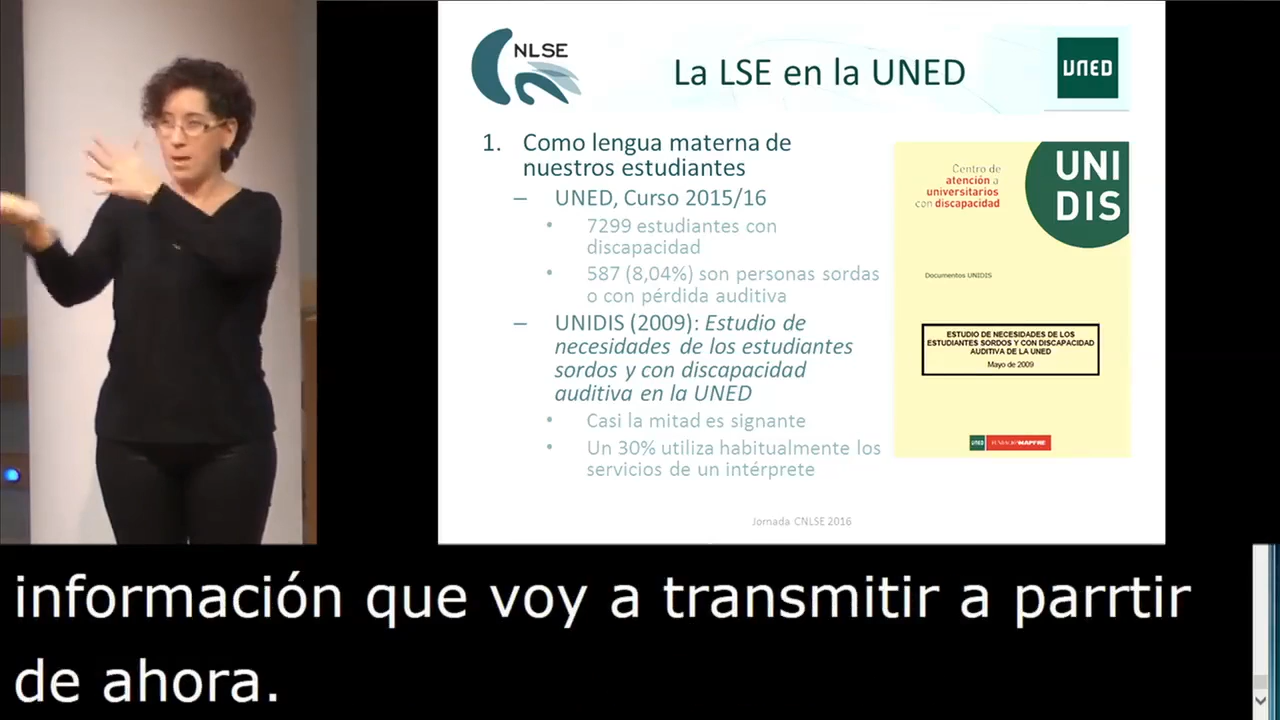 CNLSE
La LSE en la UNED
UNED
1. Como lengua materna de
nuestros estudiantes
– UNED, Curso 2015/16
• 7299 estudiantes con
discapacidad
• 587 (8,04%) son personas sordas
o con pérdida auditiva
– UNIDIS (2009): Estudio de
necesidades de los estudiantes
sordos y con discapacidad
auditiva en la UNED
• Casi la mitad es signante
• Un 30% utiliza habitualmente los
servicios de un intérprete
Centro de
atención a
universitarios
con discapacidad
UNI
DIS
Documentos UNIDIS
ESTUDIO DE NECESIDADES DE LOS
ESTUDIANTES SORDOS Y CON DISCAPACIDAD
AUDITIVA DE LA UNED
Mayo de 2009
UNED FUNDACIÓN MAPFRE
Jornada CNLSE 2016
información que voy a transmitir a parrtir
de ahora.